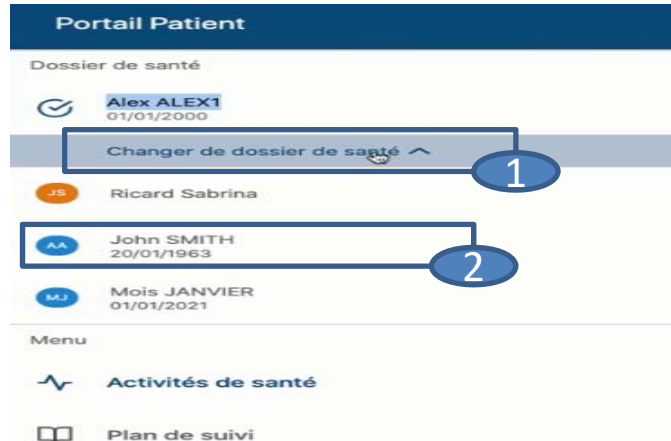 Portail Patient
Dossier de santé
Alex ALEX1
01/01/2000
Changer de dossier de santé
1
JS
Ricard Sabrina
AA
John SMITH
20/01/1963
2
MJ
Mois JANVIER
01/01/2021
Menu
Activités de santé
Plan de suivi